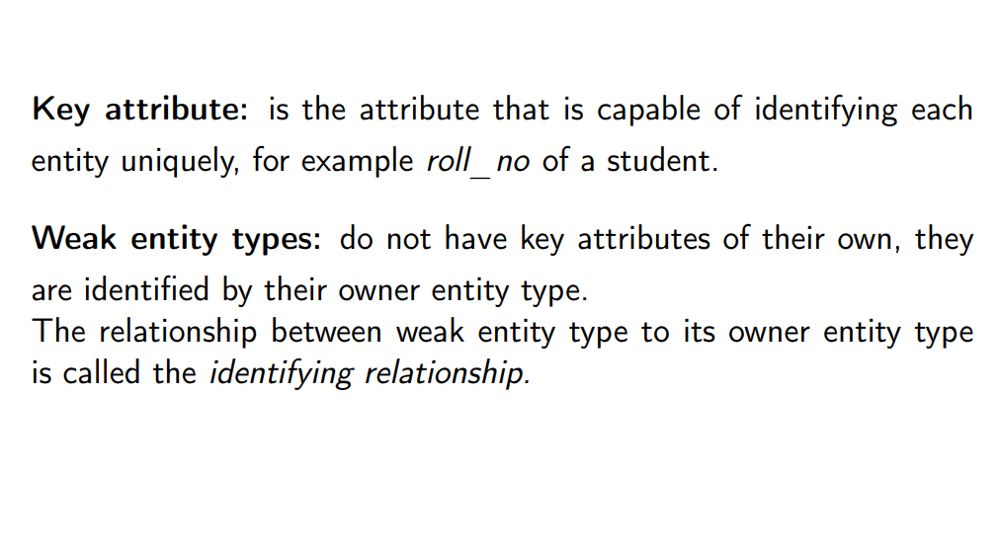 Key attribute: is the attribute that is capable of identifying each
entity uniquely, for example roll_no of a student.
Weak entity types: do not have key attributes of their own, they
are identified by their owner entity type.
The relationship between weak entity type to its owner entity type
is called the identifying relationship.